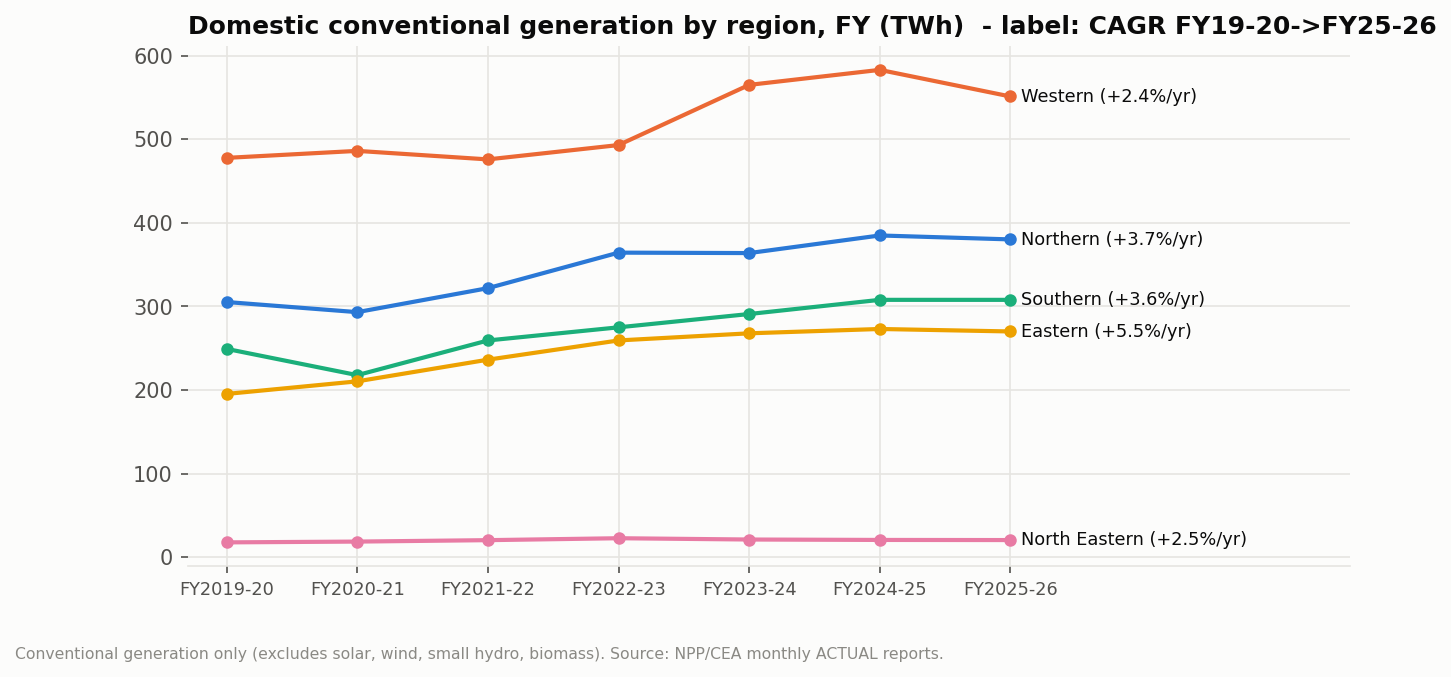 Domestic conventional generation by region, FY (TWh)  - label: CAGR FY19-20->FY25-26
600
500
400
300
200
100
0
Western (+2.4%/yr)
Northern (+3.7%/yr)
Southern (+3.6%/yr)
Eastern (+5.5%/yr)
North Eastern (+2.5%/yr)
FY2019-20 FY2020-21 FY2021-22 FY2022-23 FY2023-24 FY2024-25 FY2025-26
Conventional generation only (excludes solar, wind, small hydro, biomass). Source: NPP/CEA monthly ACTUAL reports.